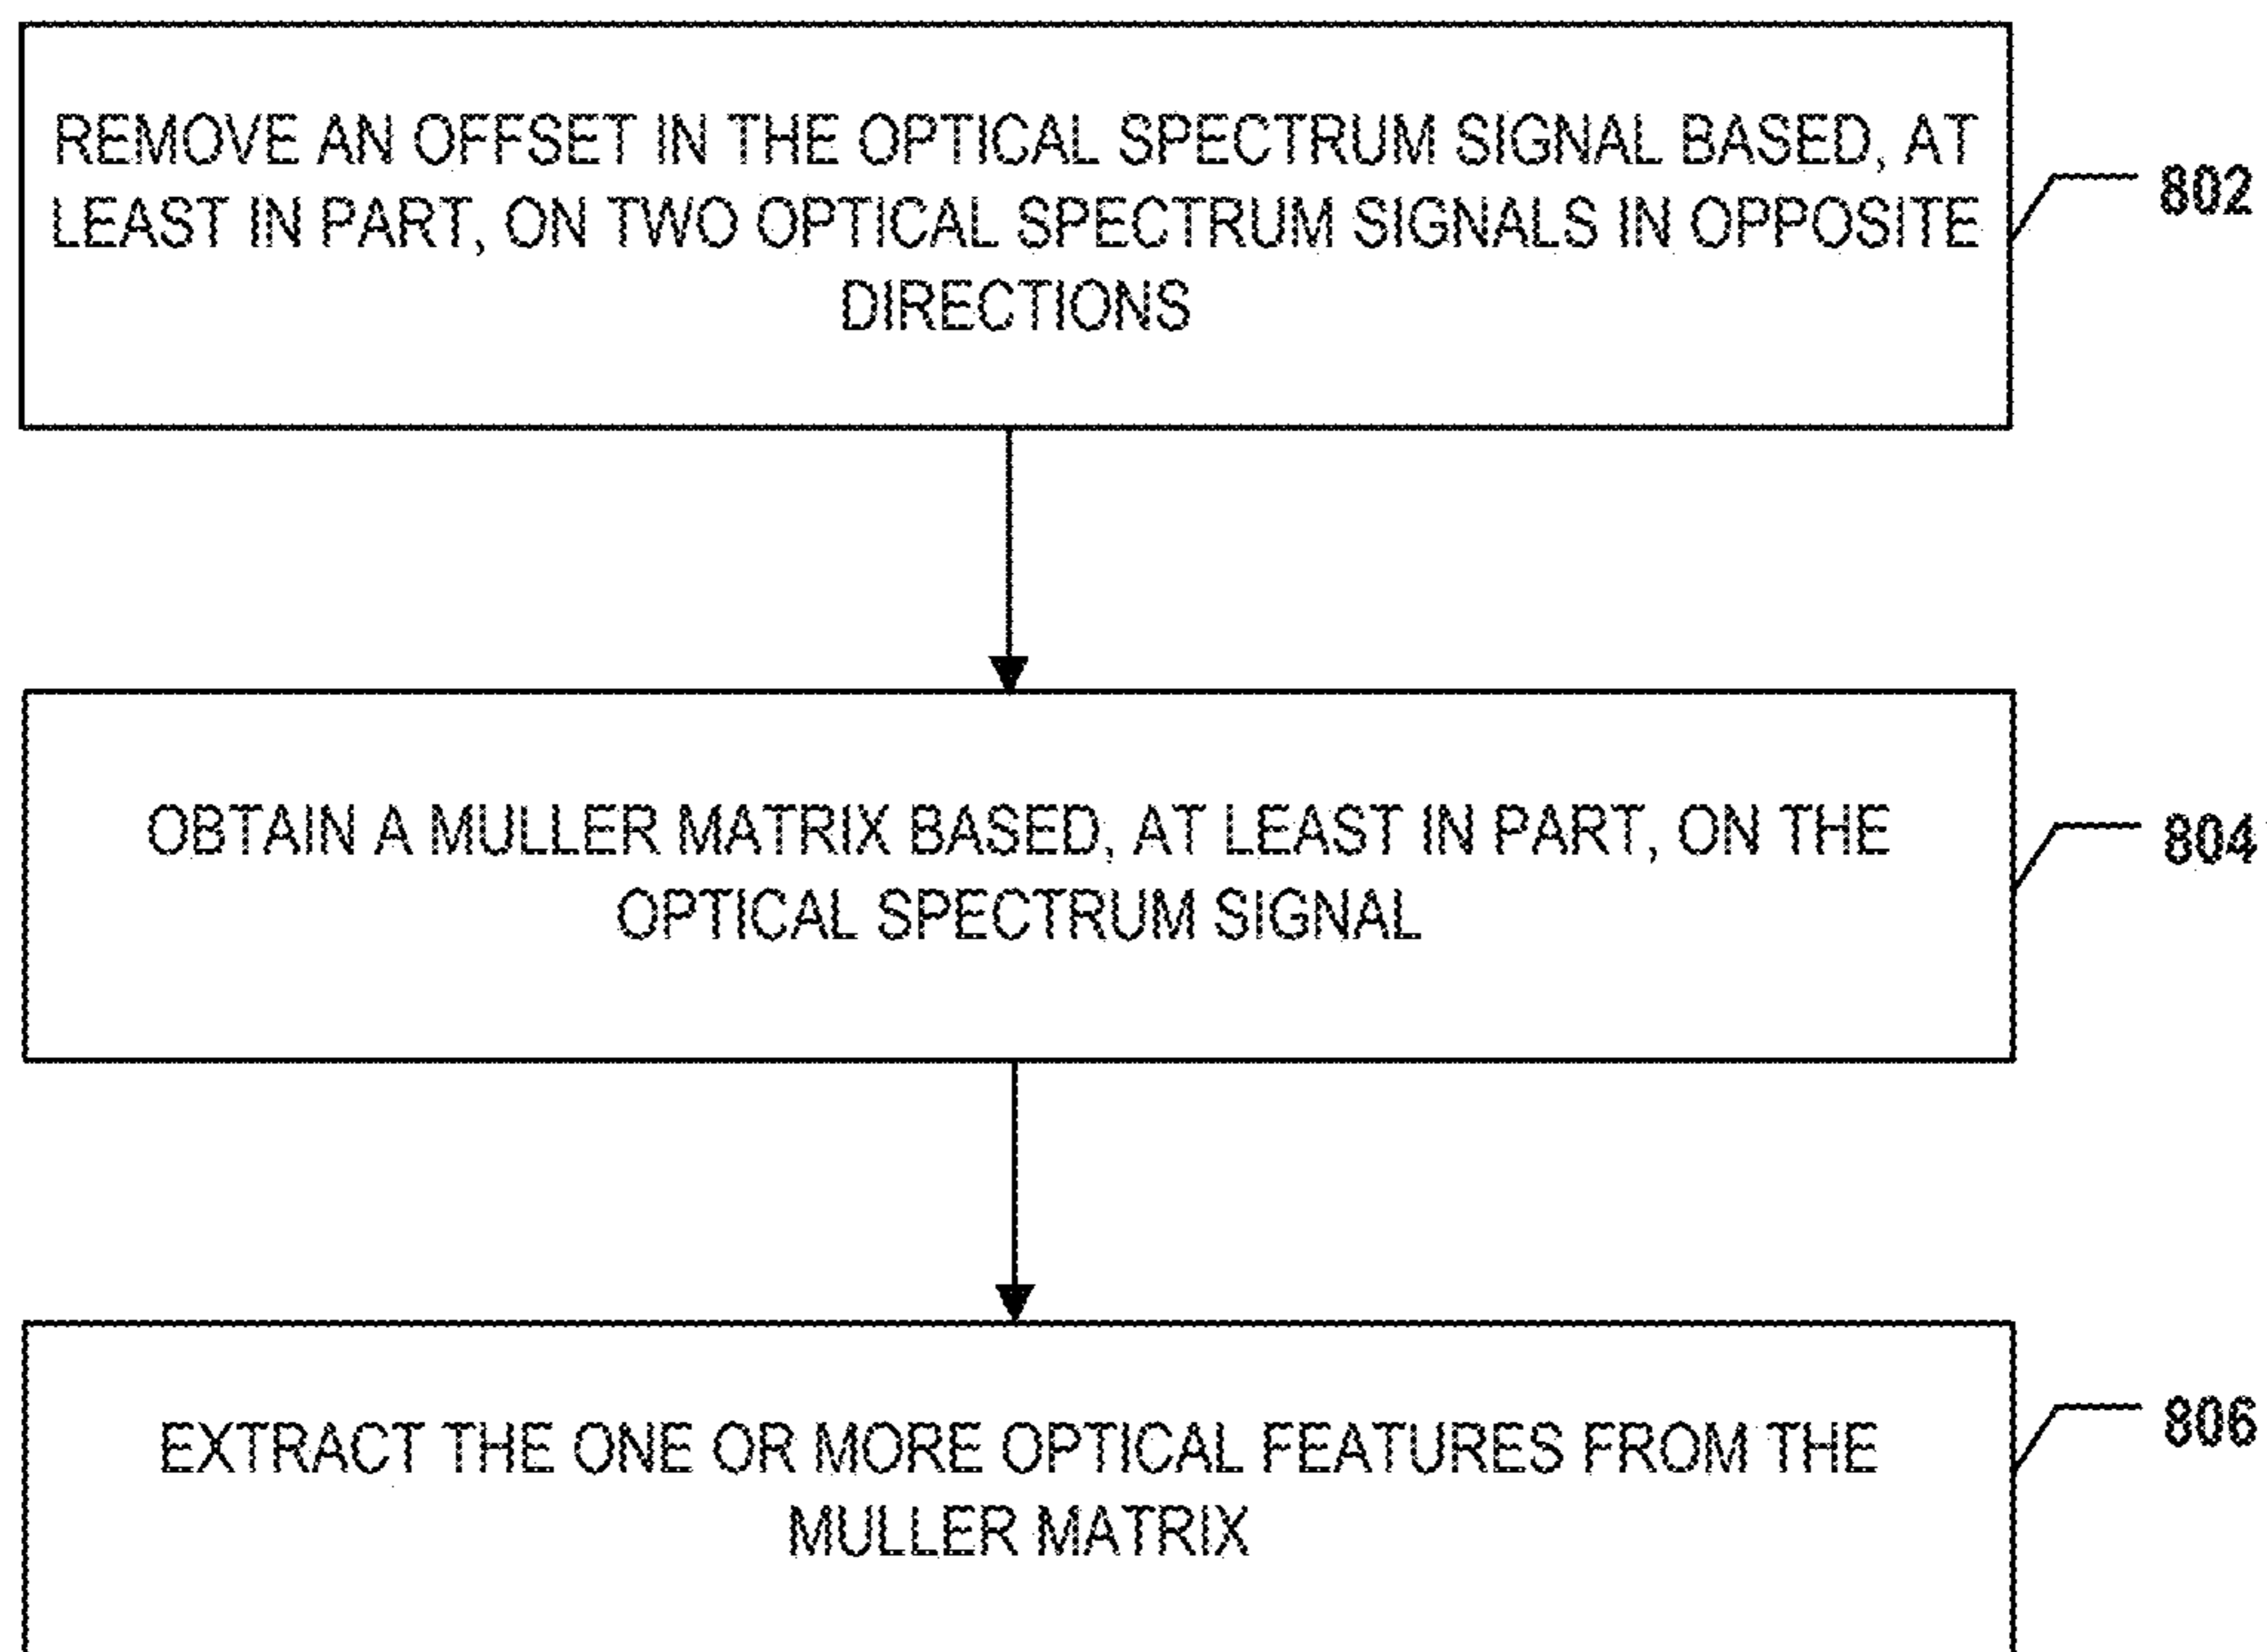 REMOVE AN OFFSET IN THE OPTICAL SPECTRUM SIGNAL BASED, AT
LEAST IN PART, ON TWO OPTICAL SPECTRUM SIGNALS IN OPPOSITE
DIRECTIONS
802
OBTAIN A MULLER MATRIX BASED, AT LEAST IN PART, ON THE
OPTICAL SPECTRUM SIGNAL
804
EXTRACT THE ONE OR MORE OPTICAL FEATURES FROM THE
MULLER MATRIX
806